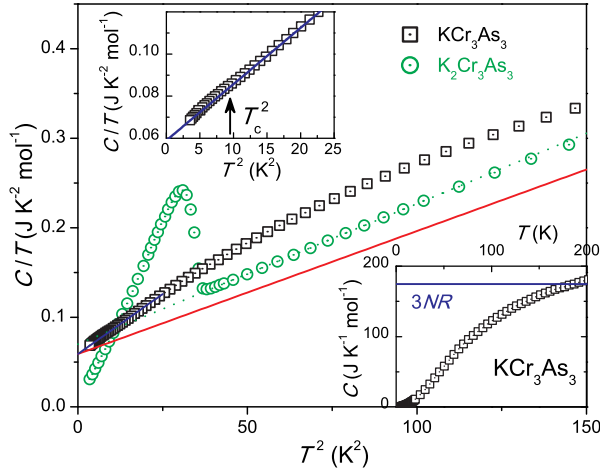 0.10
0.08
0.06
C/T (J K⁻² mol⁻¹)
0 5 10 15 20 25
T² (K²)
T_c²
KCr₃As₃
K₂Cr₃As₃
0.4
0.3
0.2
0.1
0.0
C/T (J K⁻² mol⁻¹)
T (K)
0 100 200
200
100
0
C (J K⁻¹ mol⁻¹)
3NR
KCr₃As₃
0 50 100 150
T² (K²)